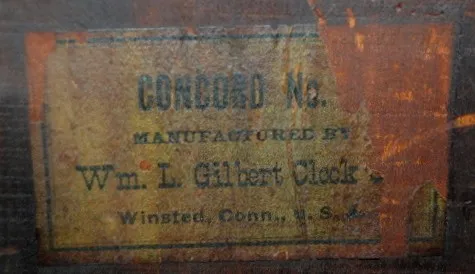 CONCORD No.
MANUFACTURED BY
Wm. L. Gilbert Clock
Winsted, Conn., U. S. A.